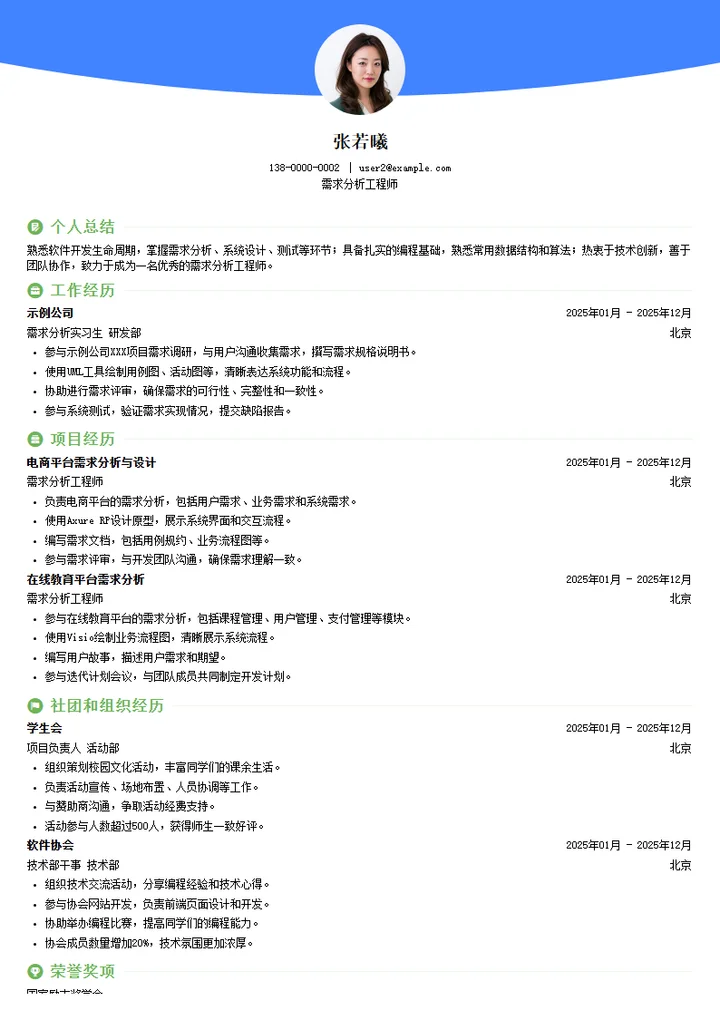 张若曦
138-0000-0002 | user2@example.com
需求分析工程师
个人总结
熟悉软件开发生命周期，掌握需求分析、系统设计、测试等环节；具备扎实的编程基础，熟悉常用数据结构和算法；热衷于技术创新，善于
团队协作，致力于成为一名优秀的需求分析工程师。
工作经历
示例公司 2025年01月 - 2025年12月
需求分析实习生 研发部 北京
• 参与示例公司XXX项目需求调研，与用户沟通收集需求，撰写需求规格说明书。
• 使用UML工具绘制用例图、活动图等，清晰表达系统功能和流程。
• 协助进行需求评审，确保需求的可行性、完整性和一致性。
• 参与系统测试，验证需求实现情况，提交缺陷报告。
项目经历
电商平台需求分析与设计 2025年01月 - 2025年12月
需求分析工程师 北京
• 负责电商平台的需求分析，包括用户需求、业务需求和系统需求。
• 使用Axure RP设计原型，展示系统界面和交互流程。
• 编写需求文档，包括用例规约、业务流程图等。
• 参与需求评审，与开发团队沟通，确保需求理解一致。
在线教育平台需求分析 2025年01月 - 2025年12月
需求分析工程师 北京
• 参与在线教育平台的需求分析，包括课程管理、用户管理、支付管理等模块。
• 使用Visio绘制业务流程图，清晰展示系统流程。
• 编写用户故事，描述用户需求和期望。
• 参与迭代计划会议，与团队成员共同制定开发计划。
社团和组织经历
学生会 2025年01月 - 2025年12月
项目负责人 活动部 北京
• 组织策划校园文化活动，丰富同学们的课余生活。
• 负责活动宣传、场地布置、人员协调等工作。
• 与赞助商沟通，争取活动经费支持。
• 活动参与人数超过500人，获得师生一致好评。
软件协会 2025年01月 - 2025年12月
技术部干事 技术部 北京
• 组织技术交流活动，分享编程经验和技术心得。
• 参与协会网站开发，负责前端页面设计和开发。
• 协助举办编程比赛，提高同学们的编程能力。
• 协会成员数量增加20%，技术氛围更加浓厚。
荣誉奖项